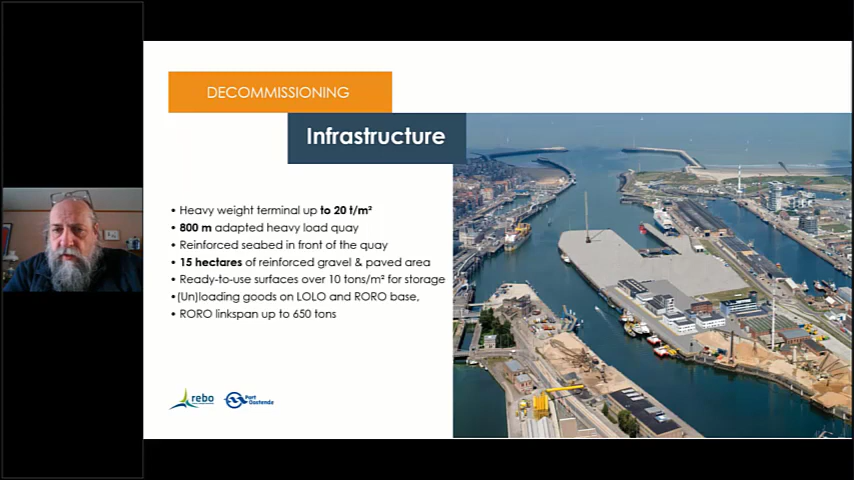 DECOMMISSIONING
Infrastructure
• Heavy weight terminal up to 20 t/m²
• 800 m adapted heavy load quay
• Reinforced seabed in front of the quay
• 15 hectares of reinforced gravel & paved area
• Ready-to-use surfaces over 10 tons/m² for storage
•(Un)loading goods on LOLO and RORO base,
• RORO linkspan up to 650 tons
rebo
Port
Oostende